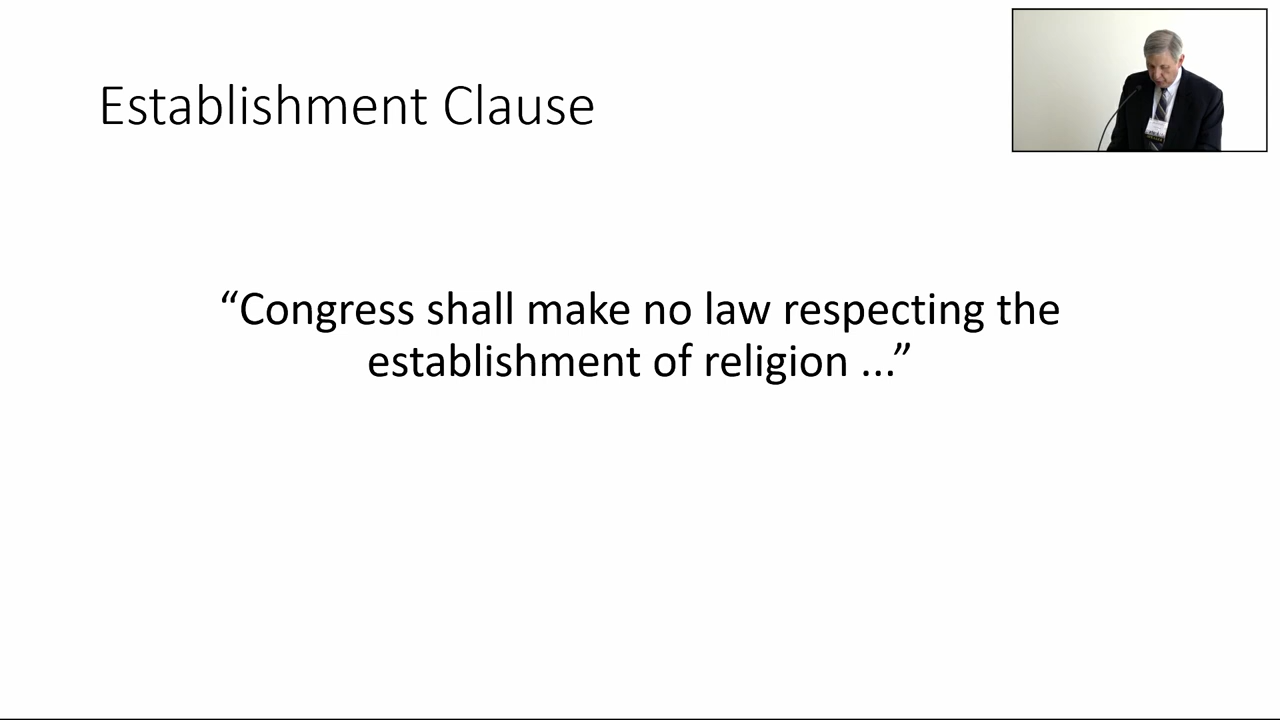 Establishment Clause
“Congress shall make no law respecting the
establishment of religion ...”